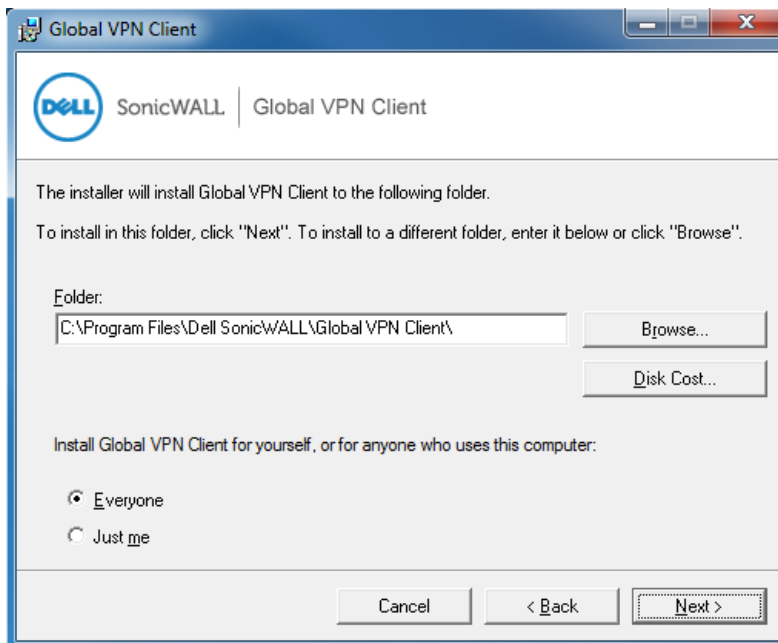 Global VPN Client
DELL SonicWALL Global VPN Client
The installer will install Global VPN Client to the following folder.
To install in this folder, click "Next". To install to a different folder, enter it below or click "Browse".
Folder:
C:\Program Files\Dell SonicWALL\Global VPN Client\
Browse...
Disk Cost...
Install Global VPN Client for yourself, or for anyone who uses this computer:
Everyone
Just me
Cancel < Back Next >